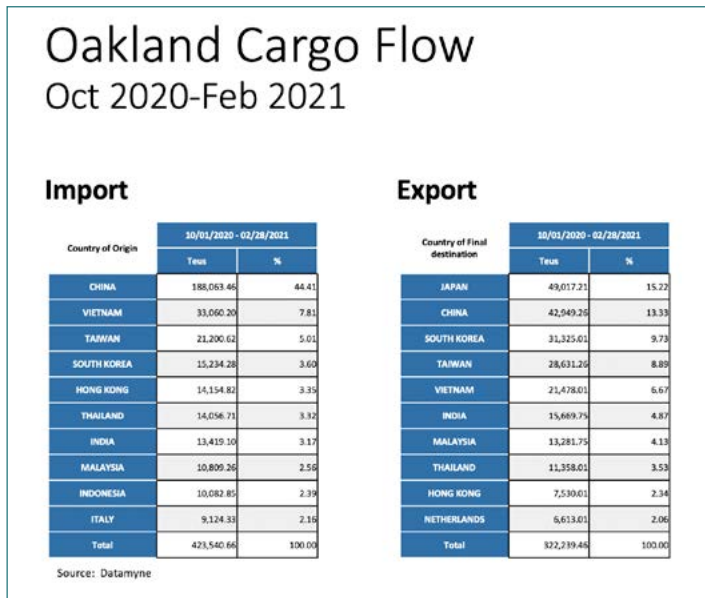 Oakland Cargo Flow
Oct 2020-Feb 2021
Import
Country of Origin 10/01/2020 - 02/28/2021
Teus %
CHINA 188,063.46 44.41
VIETNAM 33,060.20 7.81
TAIWAN 21,200.62 5.01
SOUTH KOREA 15,234.28 3.60
HONG KONG 14,154.82 3.35
THAILAND 14,056.71 3.32
INDIA 13,419.10 3.17
MALAYSIA 10,809.26 2.56
INDONESIA 10,082.85 2.39
ITALY 9,124.33 2.16
Total 423,540.66 100.00
Source: Datamyne
Export
Country of Final
destination 10/01/2020 - 02/28/2021
Teus %
JAPAN 49,017.21 15.22
CHINA 42,949.26 13.33
SOUTH KOREA 31,325.01 9.73
TAIWAN 28,631.26 8.89
VIETNAM 21,478.01 6.67
INDIA 15,669.75 4.87
MALAYSIA 13,281.75 4.13
THAILAND 11,358.01 3.53
HONG KONG 7,530.01 2.34
NETHERLANDS 6,613.01 2.06
Total 322,239.46 100.00